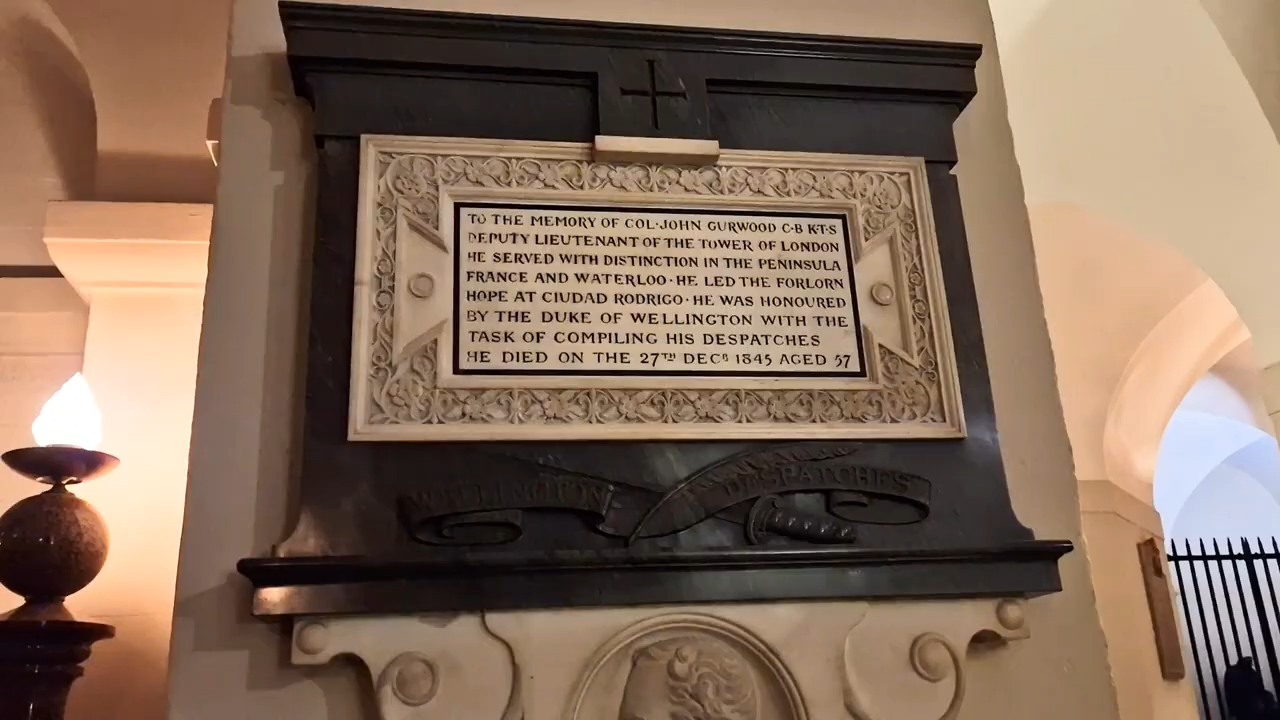 TO THE MEMORY OF COL·JOHN GURWOOD C·B K·T·S
DEPUTY LIEUTENANT OF THE TOWER OF LONDON
HE SERVED WITH DISTINCTION IN THE PENINSULA
FRANCE AND WATERLOO·HE LED THE FORLORN
HOPE AT CIUDAD RODRIGO·HE WAS HONOURED
BY THE DUKE OF WELLINGTON WITH THE
TASK OF COMPILING HIS DESPATCHES
HE DIED ON THE 27TH DECR 1845 AGED 57
WELLINGTON DESPATCHES